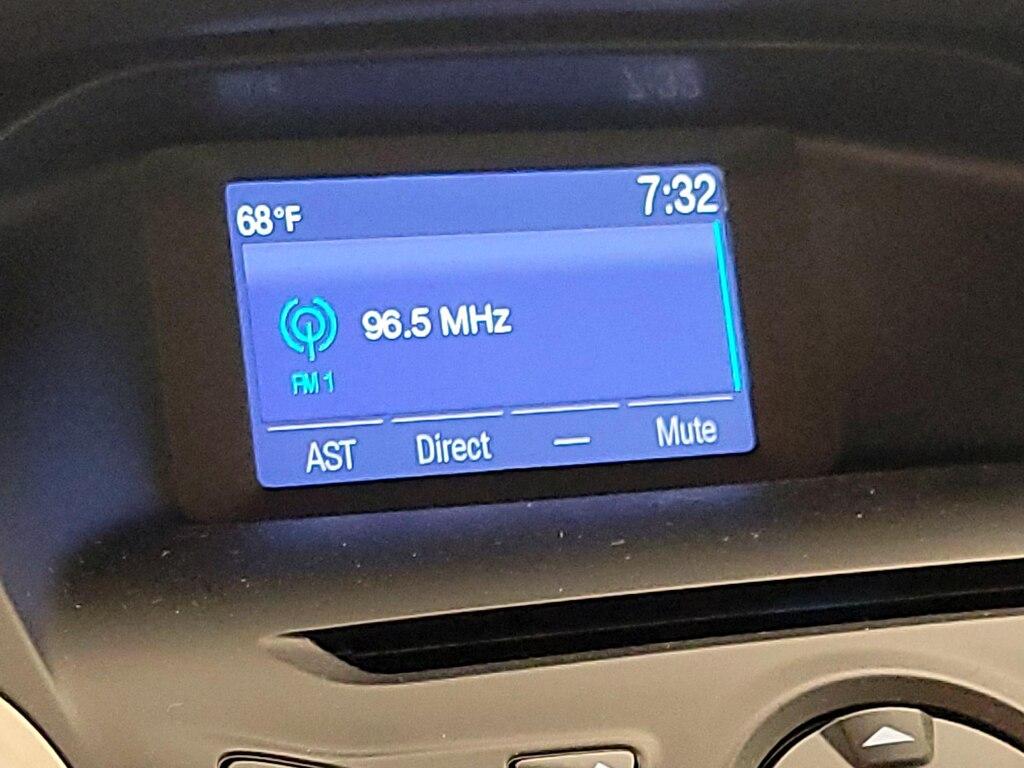 68°F 7:32
96.5 MHz
FM 1
AST Direct — Mute